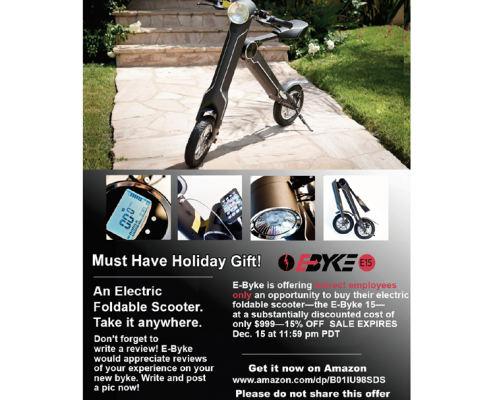 Must Have Holiday Gift!
E-BYKE E15
An Electric
Foldable Scooter.
Take it anywhere.
Don't forget to
write a review! E-Byke
would appreciate reviews
of your experience on your
new byke. Write and post
a pic now!
E-Byke is offering employees
only an opportunity to buy their electric
foldable scooter—the E-Byke 15—
at a substantially discounted cost of
only $999—15% OFF SALE EXPIRES
Dec. 15 at 11:59 pm PDT
Get it now on Amazon
www.amazon.com/dp/B01IU98SDS
Please do not share this offer